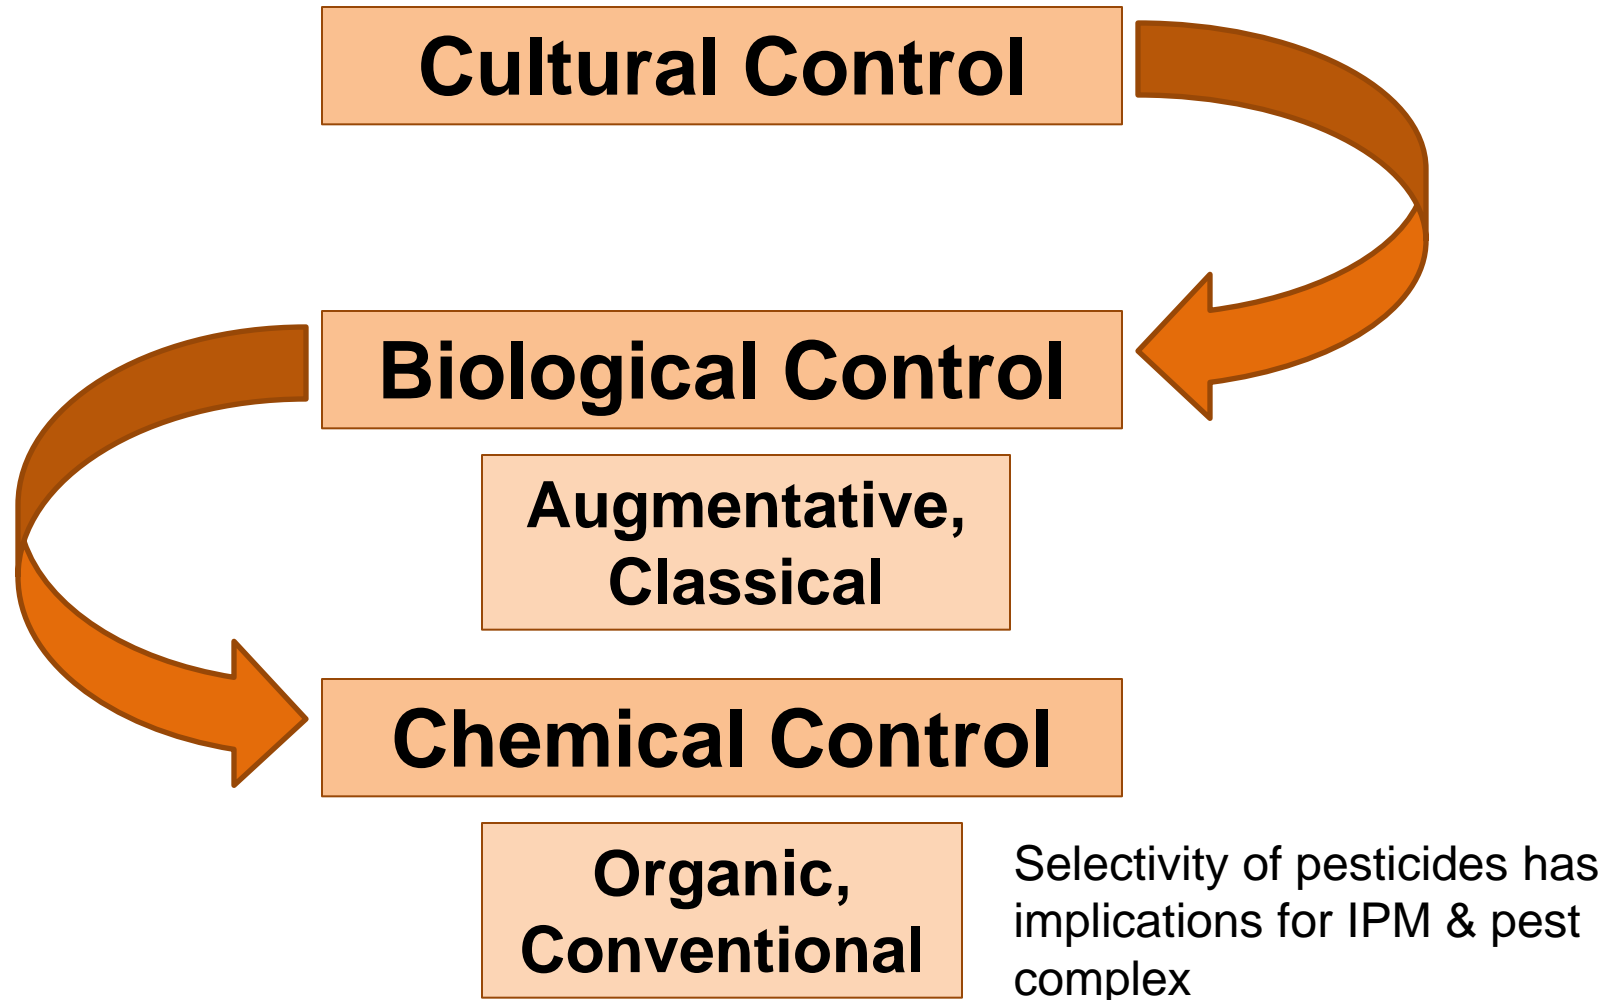 Cultural Control
Biological Control
Augmentative,
Classical
Chemical Control
Organic,
Conventional
Selectivity of pesticides has
implications for IPM & pest
complex